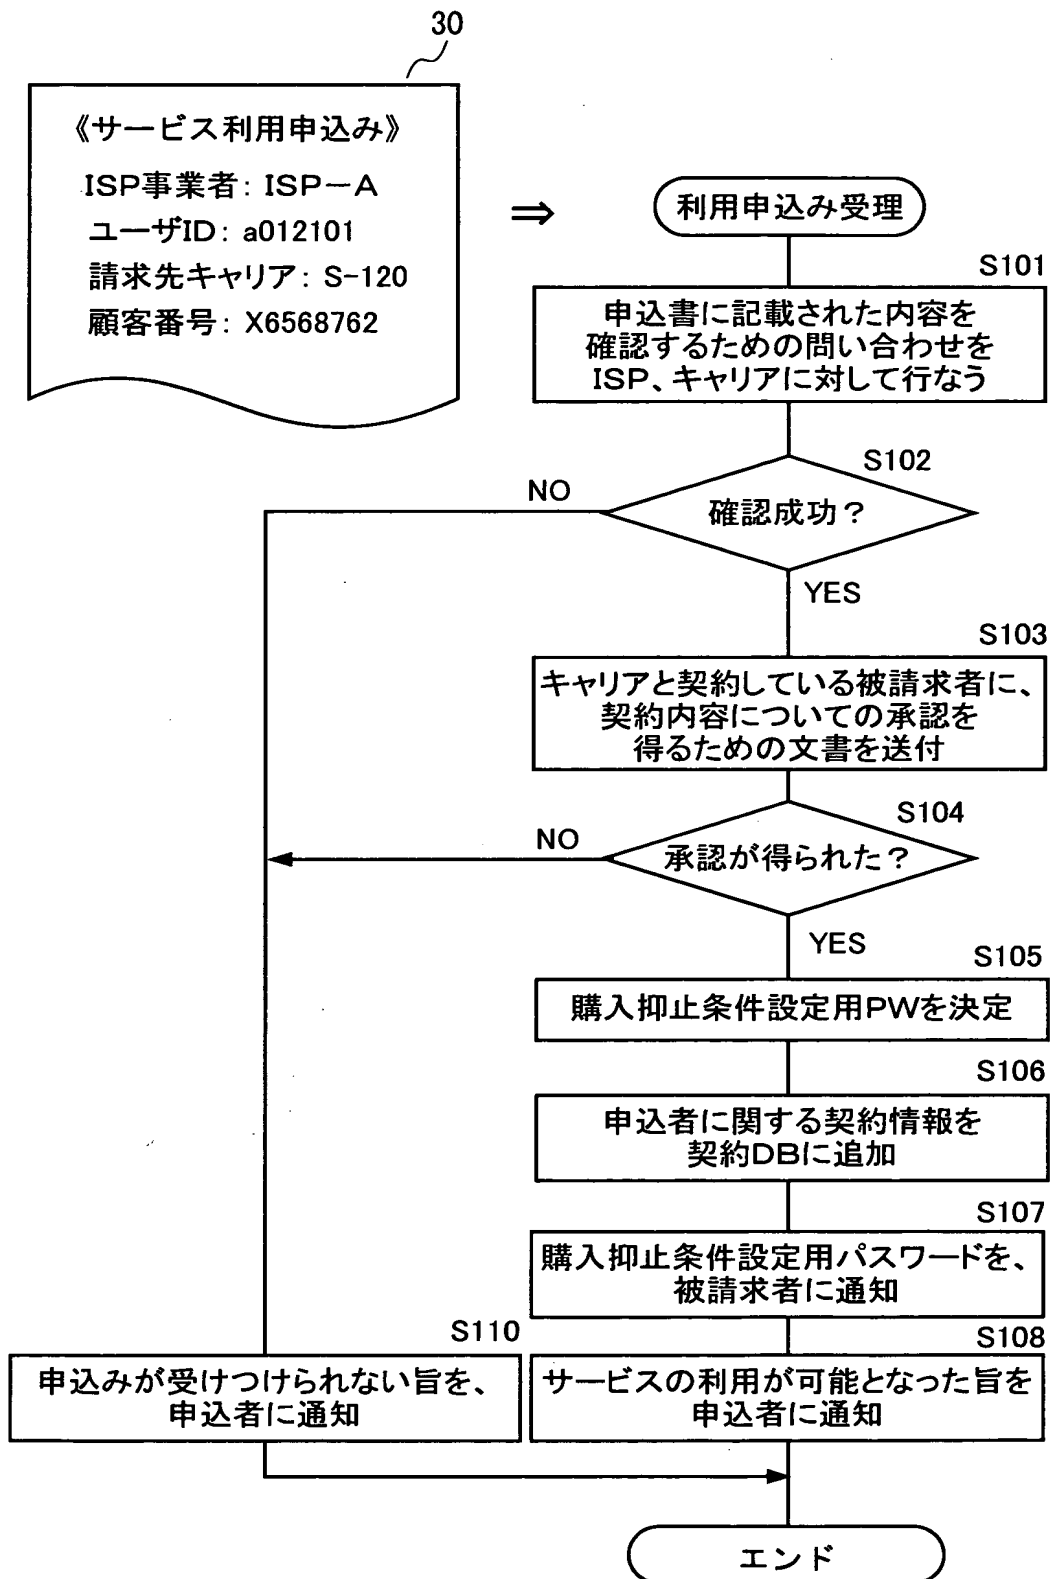 30
《サービス利用申込み》
ISP事業者: ISP－A
ユーザID: a012101
請求先キャリア: S-120
顧客番号: X6568762
⇒
利用申込み受理
S101
申込書に記載された内容を
確認するための問い合わせを
ISP、キャリアに対して行なう
S102
確認成功？
NO
YES
S103
キャリアと契約している被請求者に、
契約内容についての承認を
得るための文書を送付
S104
承認が得られた？
NO
YES
S105
購入抑止条件設定用PWを決定
S106
申込者に関する契約情報を
契約DBに追加
S107
購入抑止条件設定用パスワードを、
被請求者に通知
S110
申込みが受けつけられない旨を、
申込者に通知
S108
サービスの利用が可能となった旨を
申込者に通知
エンド